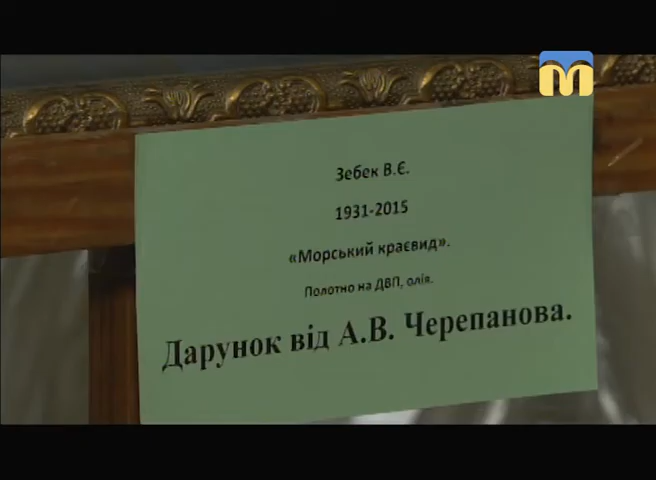 Зебек В.Є.
1931-2015
«Морський краєвид».
Полотно на ДВП, олія.
Дарунок від А.В. Черепанова.